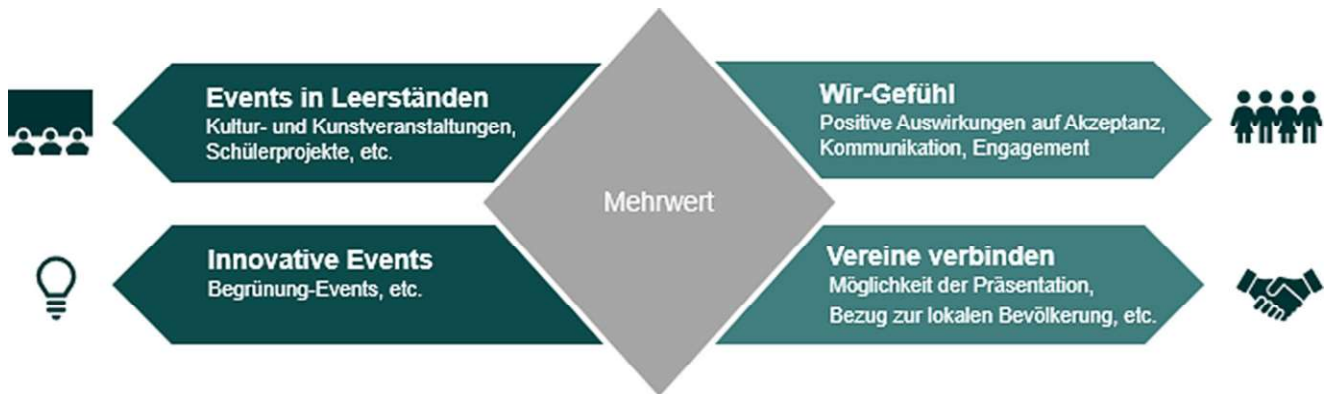 Events in Leerständen
Kultur- und Kunstveranstaltungen,
Schülerprojekte, etc.
Wir-Gefühl
Positive Auswirkungen auf Akzeptanz,
Kommunikation, Engagement
Mehrwert
Innovative Events
Begrünung-Events, etc.
Vereine verbinden
Möglichkeit der Präsentation,
Bezug zur lokalen Bevölkerung, etc.